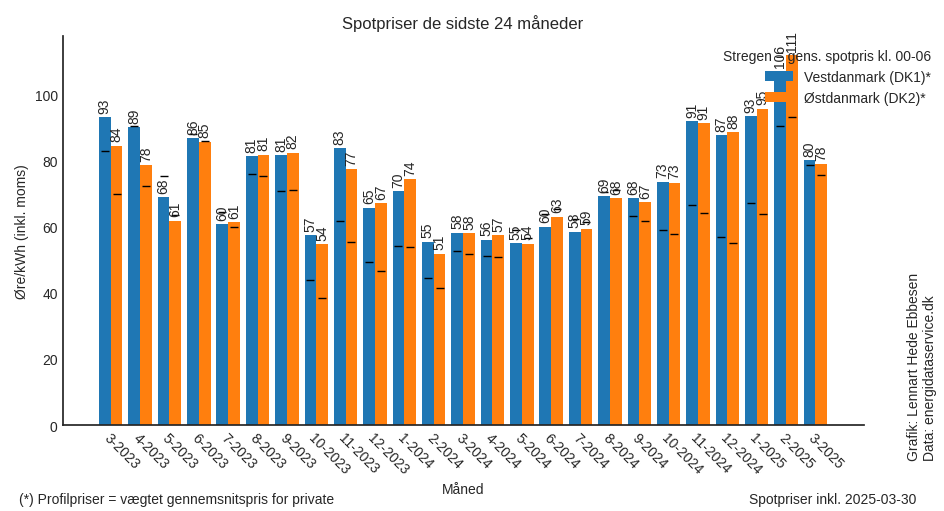 Spotpriser de sidste 24 måneder
Stregen gens. spotpris kl. 00-06
Vestdanmark (DK1)*
Østdanmark (DK2)*
Øre/kWh (inkl. moms)
100
80
60
40
20
0
93 84 89 78 68 61 86 85 60 61 81 81 81 82 57 54 83 77 65 67 70 74 55 51 58 58 56 57 55 54 60 63 58 59 69 68 68 67 73 73 91 91 87 88 93 95 106 111 80 78
3-2023 4-2023 5-2023 6-2023 7-2023 8-2023 9-2023 10-2023 11-2023 12-2023 1-2024 2-2024 3-2024 4-2024 5-2024 6-2024 7-2024 8-2024 9-2024 10-2024 11-2024 12-2024 1-2025 2-2025 3-2025
Måned
(*) Profilpriser = vægtet gennemsnitspris for private
Spotpriser inkl. 2025-03-30
Grafik: Lennart Hede Ebbesen
Data: energidataservice.dk